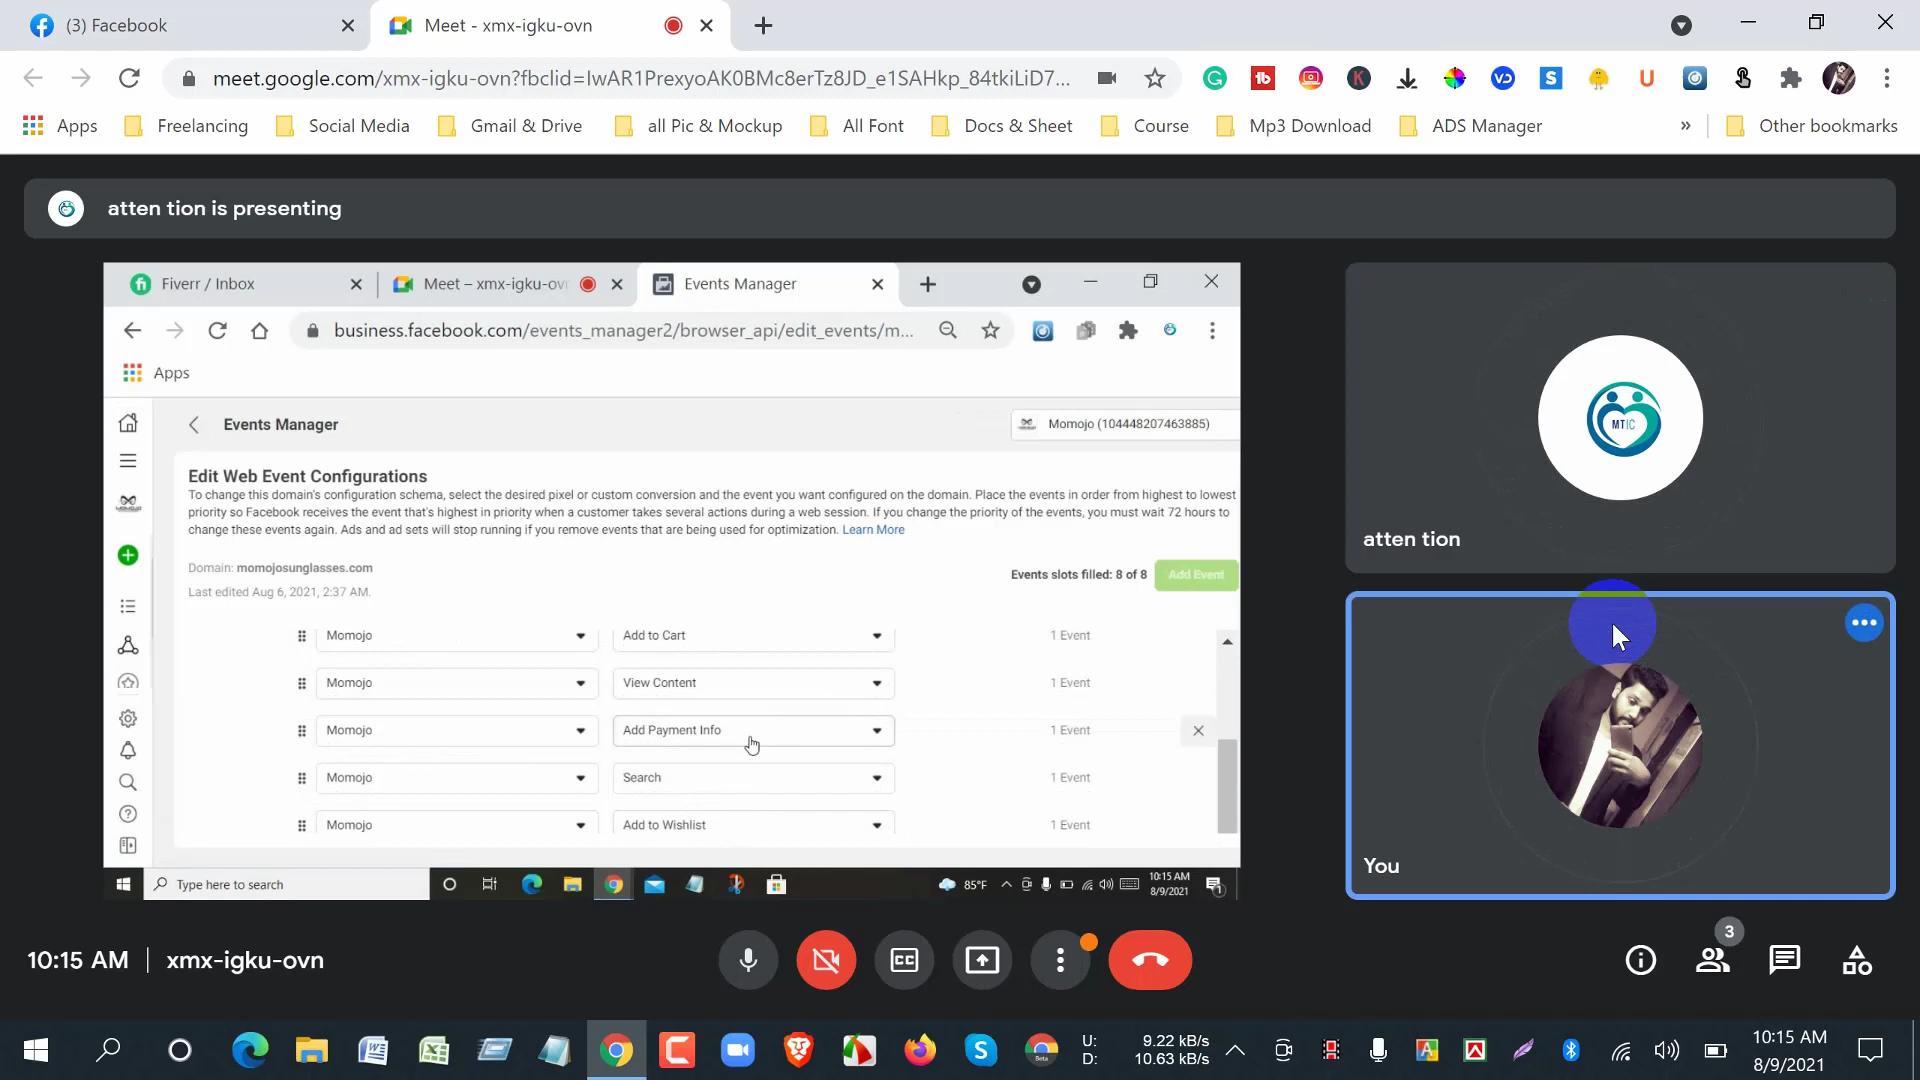 (3) Facebook
Meet - xmx-igku-ovn
meet.google.com/xmx-igku-ovn?fbclid=IwAR1PrexyoAK0BMc8erTz8JD_e1SAHkp_84tkiLiD7...
Apps
Freelancing
Social Media
Gmail & Drive
all Pic & Mockup
All Font
Docs & Sheet
Course
Mp3 Download
ADS Manager
»
Other bookmarks
atten tion is presenting
Fiverr / Inbox
Meet – xmx-igku-ov
Events Manager
business.facebook.com/events_manager2/browser_api/edit_events/m...
Apps
Events Manager
Momojo (104448207463885)
Edit Web Event Configurations
To change this domain's configuration schema, select the desired pixel or custom conversion and the event you want configured on the domain. Place the events in order from highest to lowest
priority so Facebook receives the event that's highest in priority when a customer takes several actions during a web session. If you change the priority of the events, you must wait 72 hours to
change these events again. Ads and ad sets will stop running if you remove events that are being used for optimization. Learn More
Domain: momojosunglasses.com
Last edited Aug 6, 2021, 2:37 AM.
Events slots filled: 8 of 8
Add Event
Momojo Add to Cart 1 Event
Momojo View Content 1 Event
Momojo Add Payment Info 1 Event
Momojo Search 1 Event
Momojo Add to Wishlist 1 Event
Type here to search
85°F
10:15 AM
8/9/2021
MTIC
atten tion
You
10:15 AM
xmx-igku-ovn
CC
3
U: 9.22 kB/s
D: 10.63 kB/s
10:15 AM
8/9/2021